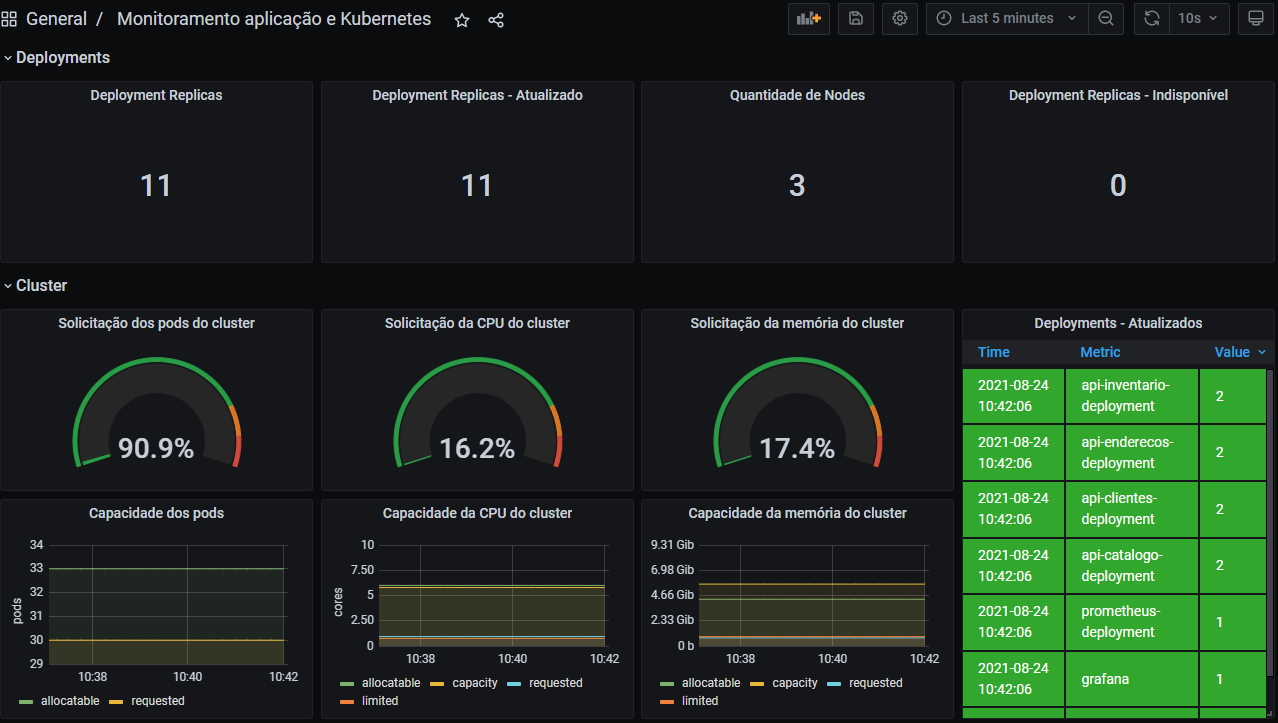 General / Monitoramento aplicação e Kubernetes
Last 5 minutes
10s
Deployments
Deployment Replicas
11
Deployment Replicas - Atualizado
11
Quantidade de Nodes
3
Deployment Replicas - Indisponível
0
Cluster
Solicitação dos pods do cluster
90.9%
Solicitação da CPU do cluster
16.2%
Solicitação da memória do cluster
17.4%
Deployments - Atualizados
Time Metric Value
2021-08-24
10:42:06
api-inventario-
deployment
2
2021-08-24
10:42:06
api-enderecos-
deployment
2
2021-08-24
10:42:06
api-clientes-
deployment
2
2021-08-24
10:42:06
api-catalogo-
deployment
2
2021-08-24
10:42:06
prometheus-
deployment
1
2021-08-24
10:42:06
grafana
1
Capacidade dos pods
pods
34
33
32
31
30
29
10:38 10:40 10:42
allocatable requested
Capacidade da CPU do cluster
cores
10
7.50
5
2.50
0
10:38 10:40 10:42
allocatable capacity requested
limited
Capacidade da memória do cluster
9.31 Gib
6.98 Gib
4.66 Gib
2.33 Gib
0 b
10:38 10:40 10:42
allocatable capacity requested
limited